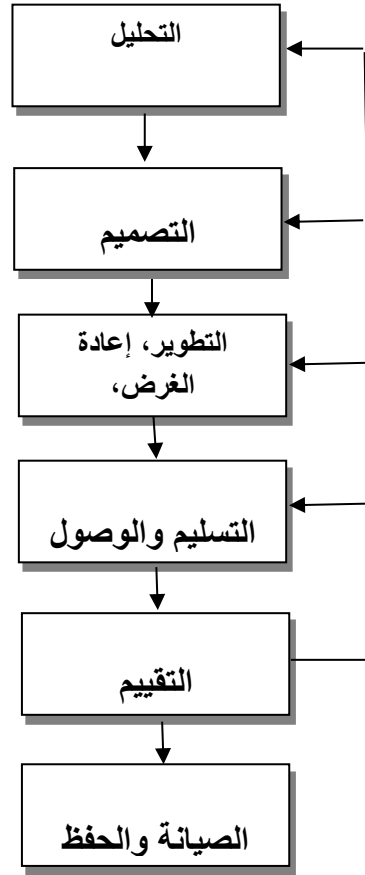 التحليل
التصميم
التطوير، إعادة
الغرض،
التسليم والوصول
التقييم
الصيانة والحفظ